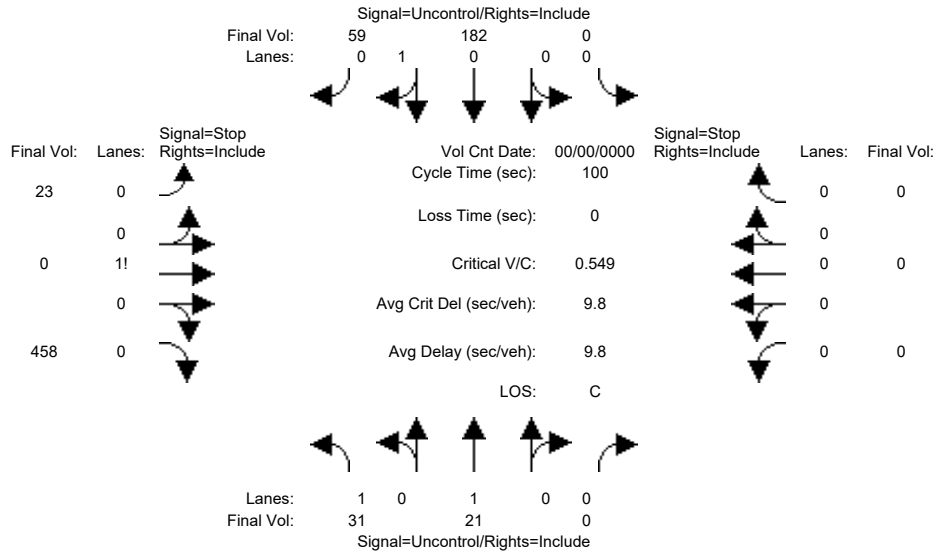 Signal=Uncontrol/Rights=Include
Final Vol: 59 182 0
Lanes: 0 1 0 0 0
Signal=Stop Signal=Stop
Final Vol: Lanes: Rights=Include Vol Cnt Date: 00/00/0000 Rights=Include Lanes: Final Vol:
Cycle Time (sec): 100
23 0 0 0
Loss Time (sec): 0
0 0
0 1! Critical V/C: 0.549 0 0
0 Avg Crit Del (sec/veh): 9.8 0
458 0 Avg Delay (sec/veh): 9.8 0 0
LOS: C
Lanes: 1 0 1 0 0
Final Vol: 31 21 0
Signal=Uncontrol/Rights=Include